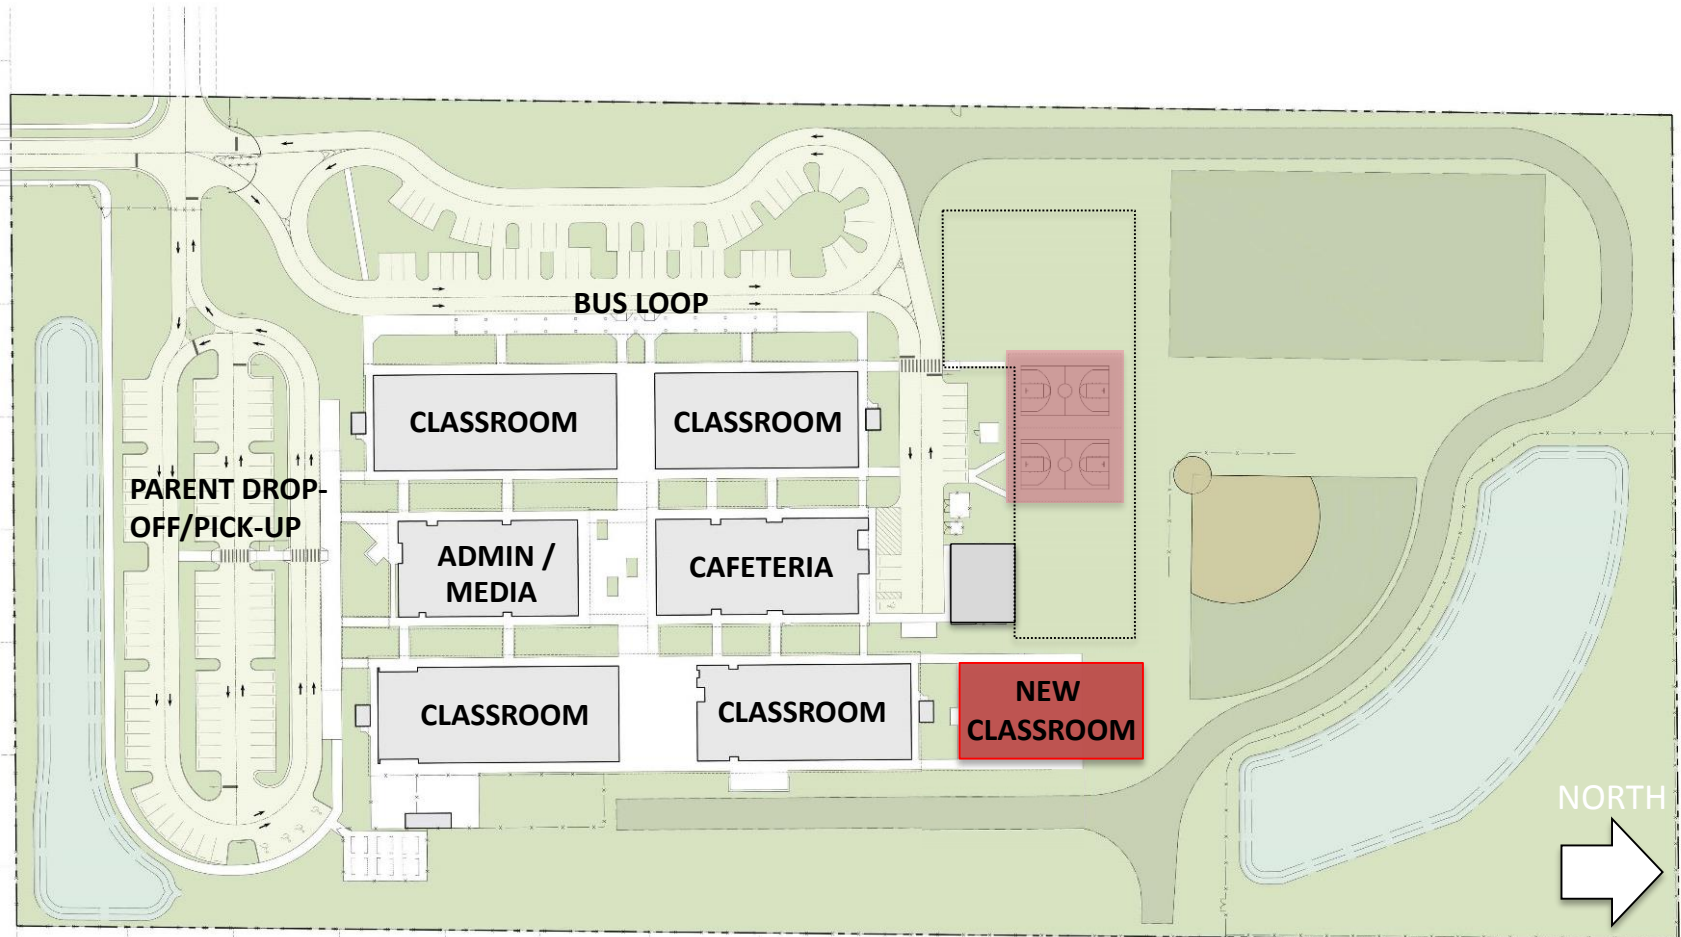 BUS LOOP
CLASSROOM
CLASSROOM
PARENT DROP-
OFF/PICK-UP
ADMIN /
MEDIA
CAFETERIA
CLASSROOM
CLASSROOM
NEW
CLASSROOM
NORTH